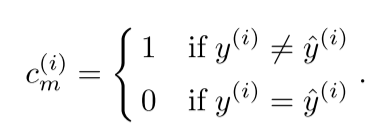 $c_m^{(i)} = \begin{cases} 1 & \text{if } y^{(i)} \neq \hat{y}^{(i)} \\ 0 & \text{if } y^{(i)} = \hat{y}^{(i)} \end{cases}.$